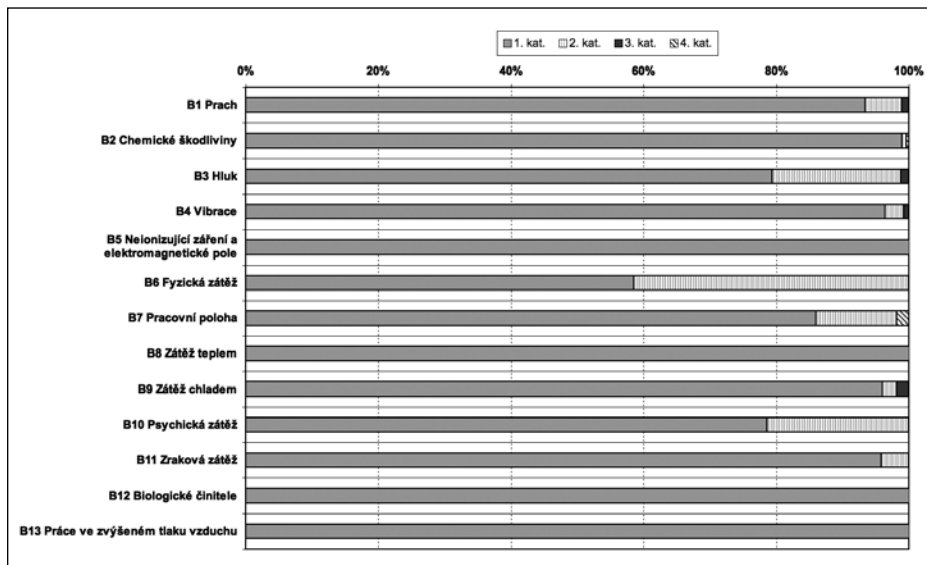 1. kat. 2. kat. 3. kat. 4. kat.
0% 20% 40% 60% 80% 100%
B1 Prach
B2 Chemické škodliviny
B3 Hluk
B4 Vibrace
B5 Neionizující záření a
elektromagnetické pole
B6 Fyzická zátěž
B7 Pracovní poloha
B8 Zátěž teplem
B9 Zátěž chladem
B10 Psychická zátěž
B11 Zraková zátěž
B12 Biologické činitele
B13 Práce ve zvýšeném tlaku vzduchu